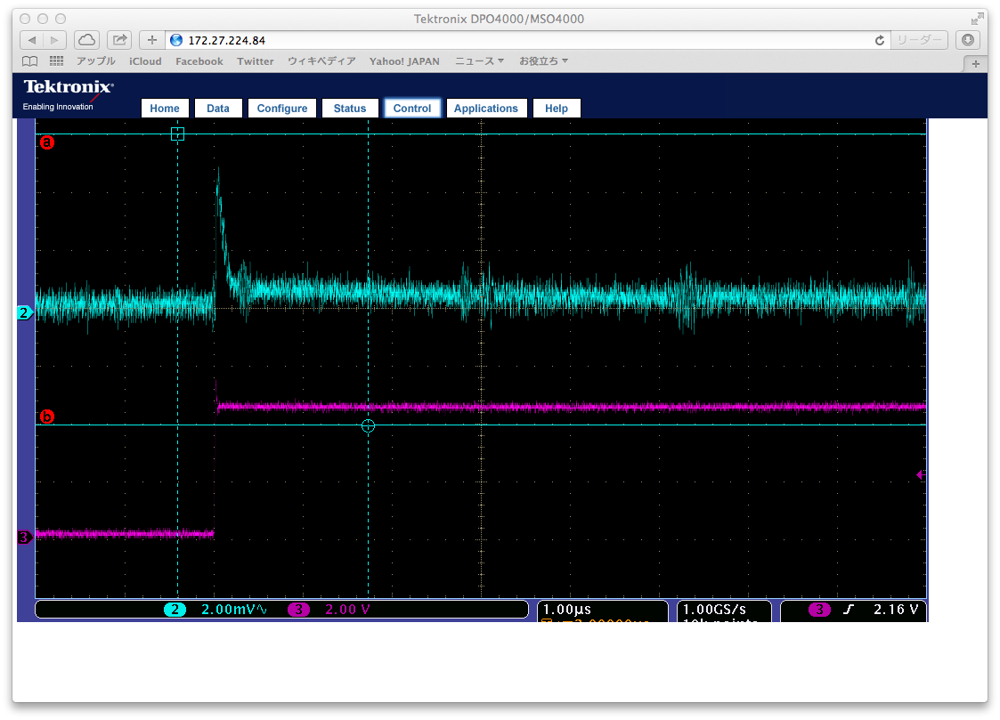 Tektronix DPO4000/MSO4000
172.27.224.84
リーダー
アップル iCloud Facebook Twitter ウィキペディア Yahoo! JAPAN ニュース お役立ち
Tektronix
Enabling Innovation
Home Data Configure Status Control Applications Help
a
2
b
3
2 2.00mV 3 2.00 V 1.00µs 1.00GS/s 3 2.16 V
10k points